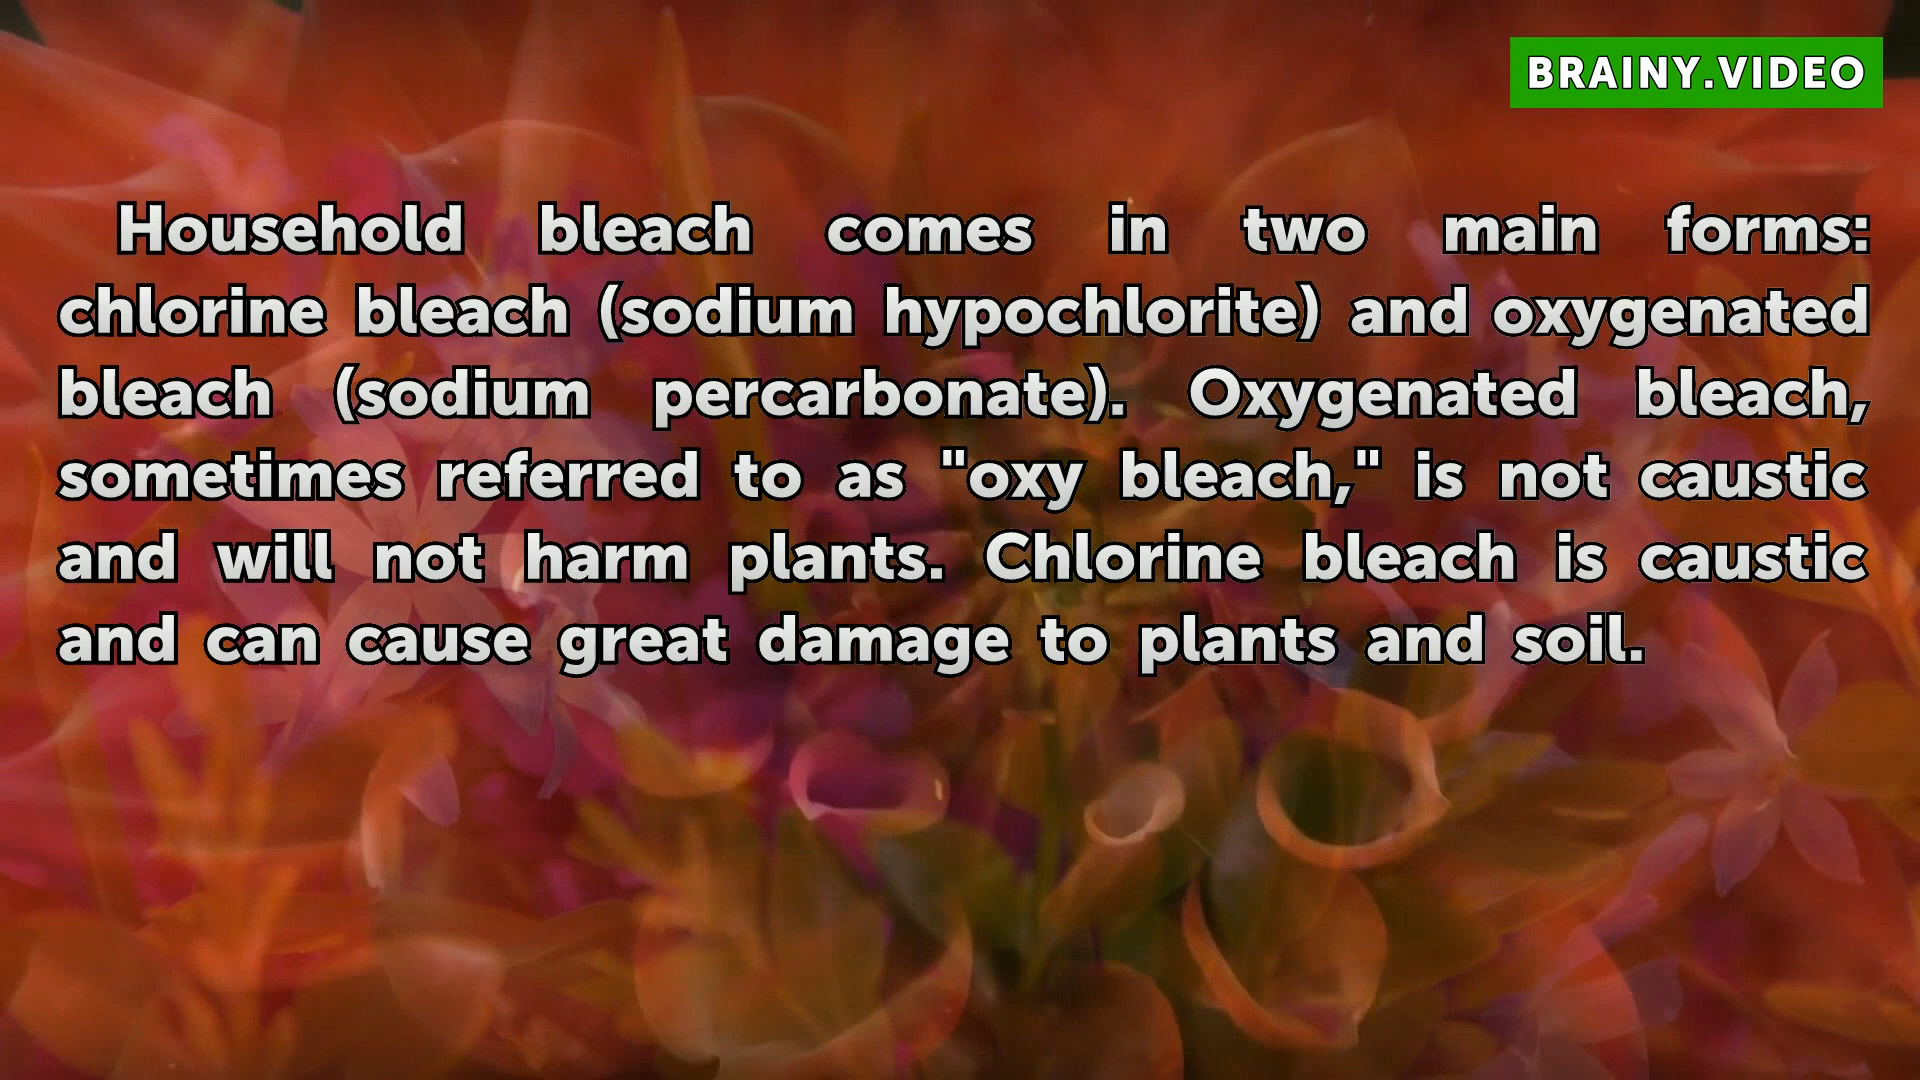 BRAINY.VIDEO
Household bleach comes in two main forms:
chlorine bleach (sodium hypochlorite) and oxygenated
bleach (sodium percarbonate). Oxygenated bleach,
sometimes referred to as "oxy bleach," is not caustic
and will not harm plants. Chlorine bleach is caustic
and can cause great damage to plants and soil.